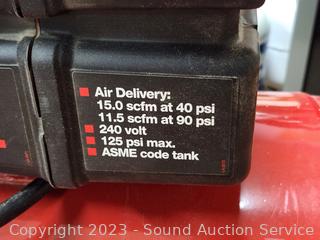 Air Delivery:
15.0 scfm at 40 psi
11.5 scfm at 90 psi
240 volt
125 psi max.
ASME code tank
Copyright 2023 - Sound Auction Service